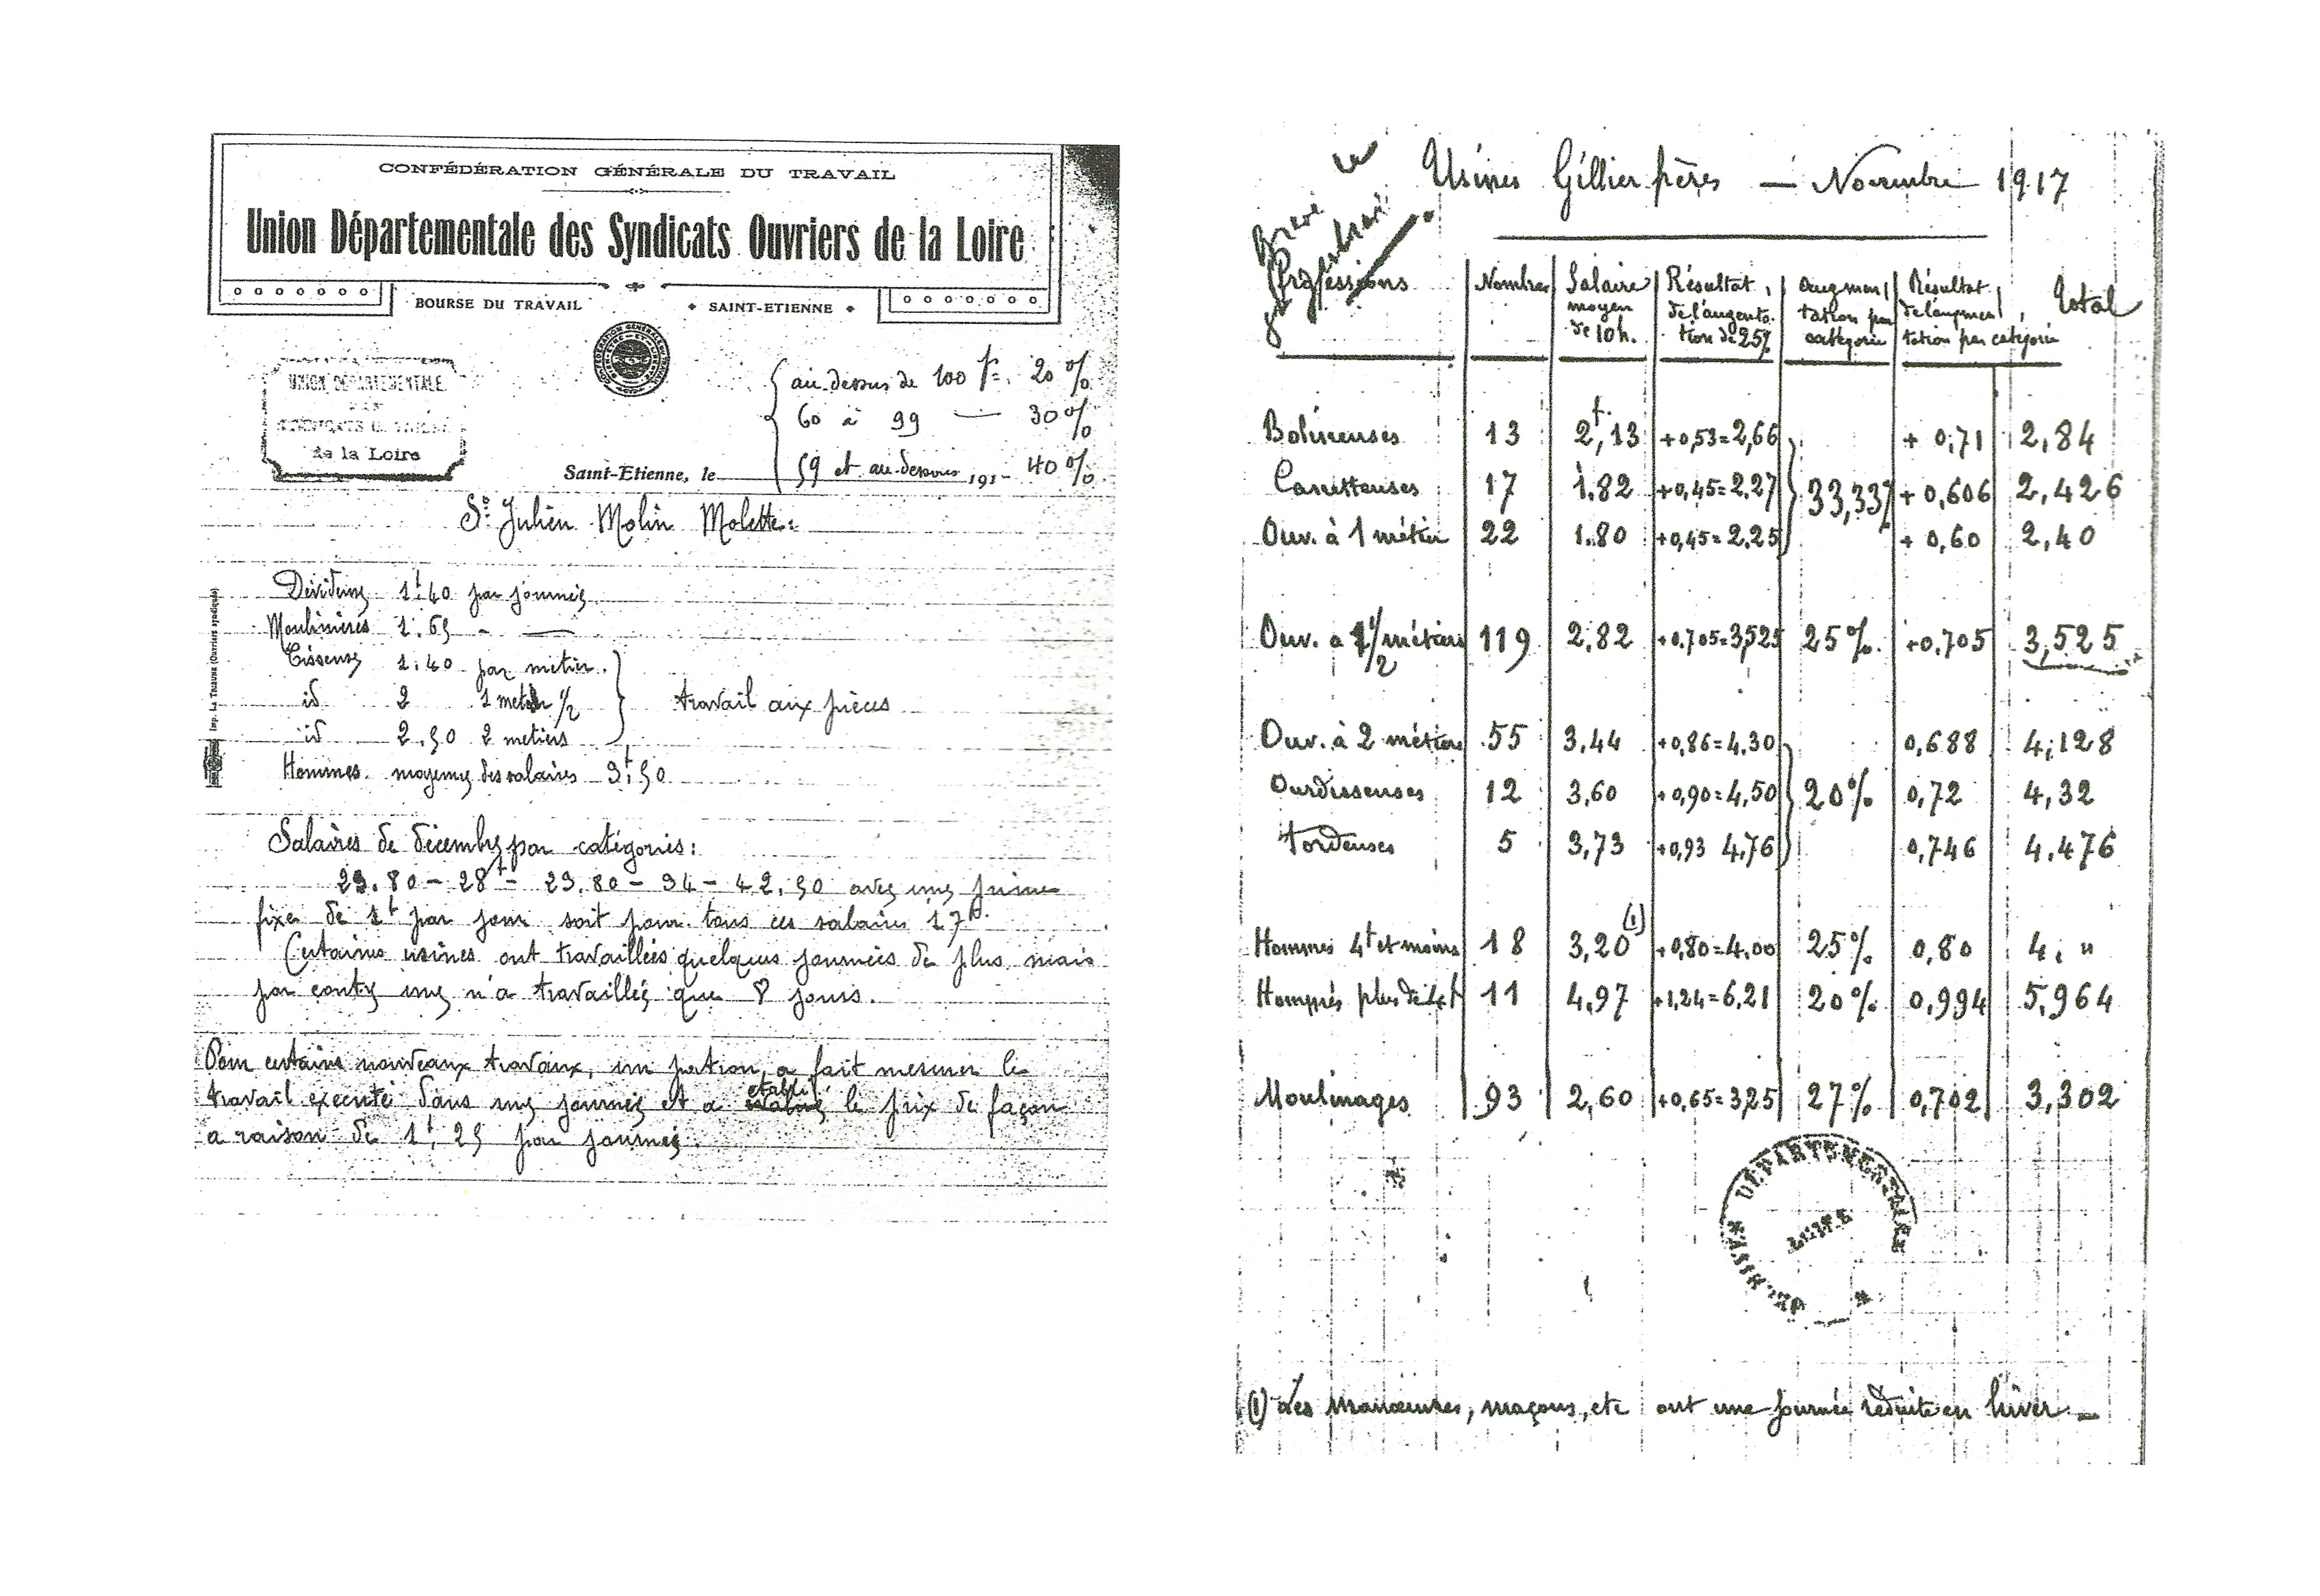 CONFÉDÉRATION GÉNÉRALE DU TRAVAIL
Union Départementale des Syndicats Ouvriers de la Loire
BOURSE DU TRAVAIL SAINT-ETIENNE
UNION DÉPARTEMENTALE
de la Loire
au dessus de 100 f = 20 %
60 à 99 — 30 %
59 et au-dessous 40 %
Saint-Etienne, le 191-
St Julien Molin Molette
Dévideuses 1f40 par journée
Moulinières 1.65 - —
Tisseuses 1.40 par métier.
id 2 1 metier 1/2
id 2.50 2 metiers
travail aux pièces
Hommes. moyenne des salaires 3f50
Salaires de décembre par catégories:
23.80 - 28f - 23.80 - 34 - 42.50 avec une prime
fixe de 1f par jour soit pour tous ces salaires 17f.
Certaines usines ont travaillées quelques journées de plus mais
par contre une n'a travaillée que 8 jours.
Pour certains nouveaux travaux, un patron a fait mesurer le
travail executé dans une journée et a établi le prix de façon
a raison de 1f,25 par journée.
Imp. La Travure (Ouvriers syndiqués)
Usines Gillier frères — Novembre 1917
Professions Nombre Salaire moyen de 10h. Résultat de l'augenta-tion de 25% Augmentation par catégorie Résultat de l'augmentation par catégorie Total
Bobineuses 13 2f,13 +0,53=2,66 + 0,71 2,84
Canetteuses 17 1.82 +0,45=2,27 33,33% + 0,606 2,426
Ouv. à 1 métier 22 1.80 +0,45=2,25 + 0,60 2,40
Ouv. à 1 1/2 métiers 119 2,82 +0.705=3,525 25%. +0.705 3,525
Ouv. à 2 métiers 55 3,44 +0,86=4,30 0,688 4,128
Ourdisseuses 12 3,60 +0,90=4,50 20% 0,72 4,32
Tordeuses 5 3,73 +0,93 4,76 0,746 4.476
Hommes 4f et moins 18 3,20 (1) +0,80=4,00 25% 0,80 4, "
Hommes plus de 4f 11 4,97 +1,24=6,21 20% 0,994 5,964
Moulinages 93 2,60 +0,65=3,25 27% 0,702 3,302
DÉPARTEMENTALE
LOIRE
(1) Les manœuvres, maçons, etc ont une journée réduite en hiver.—